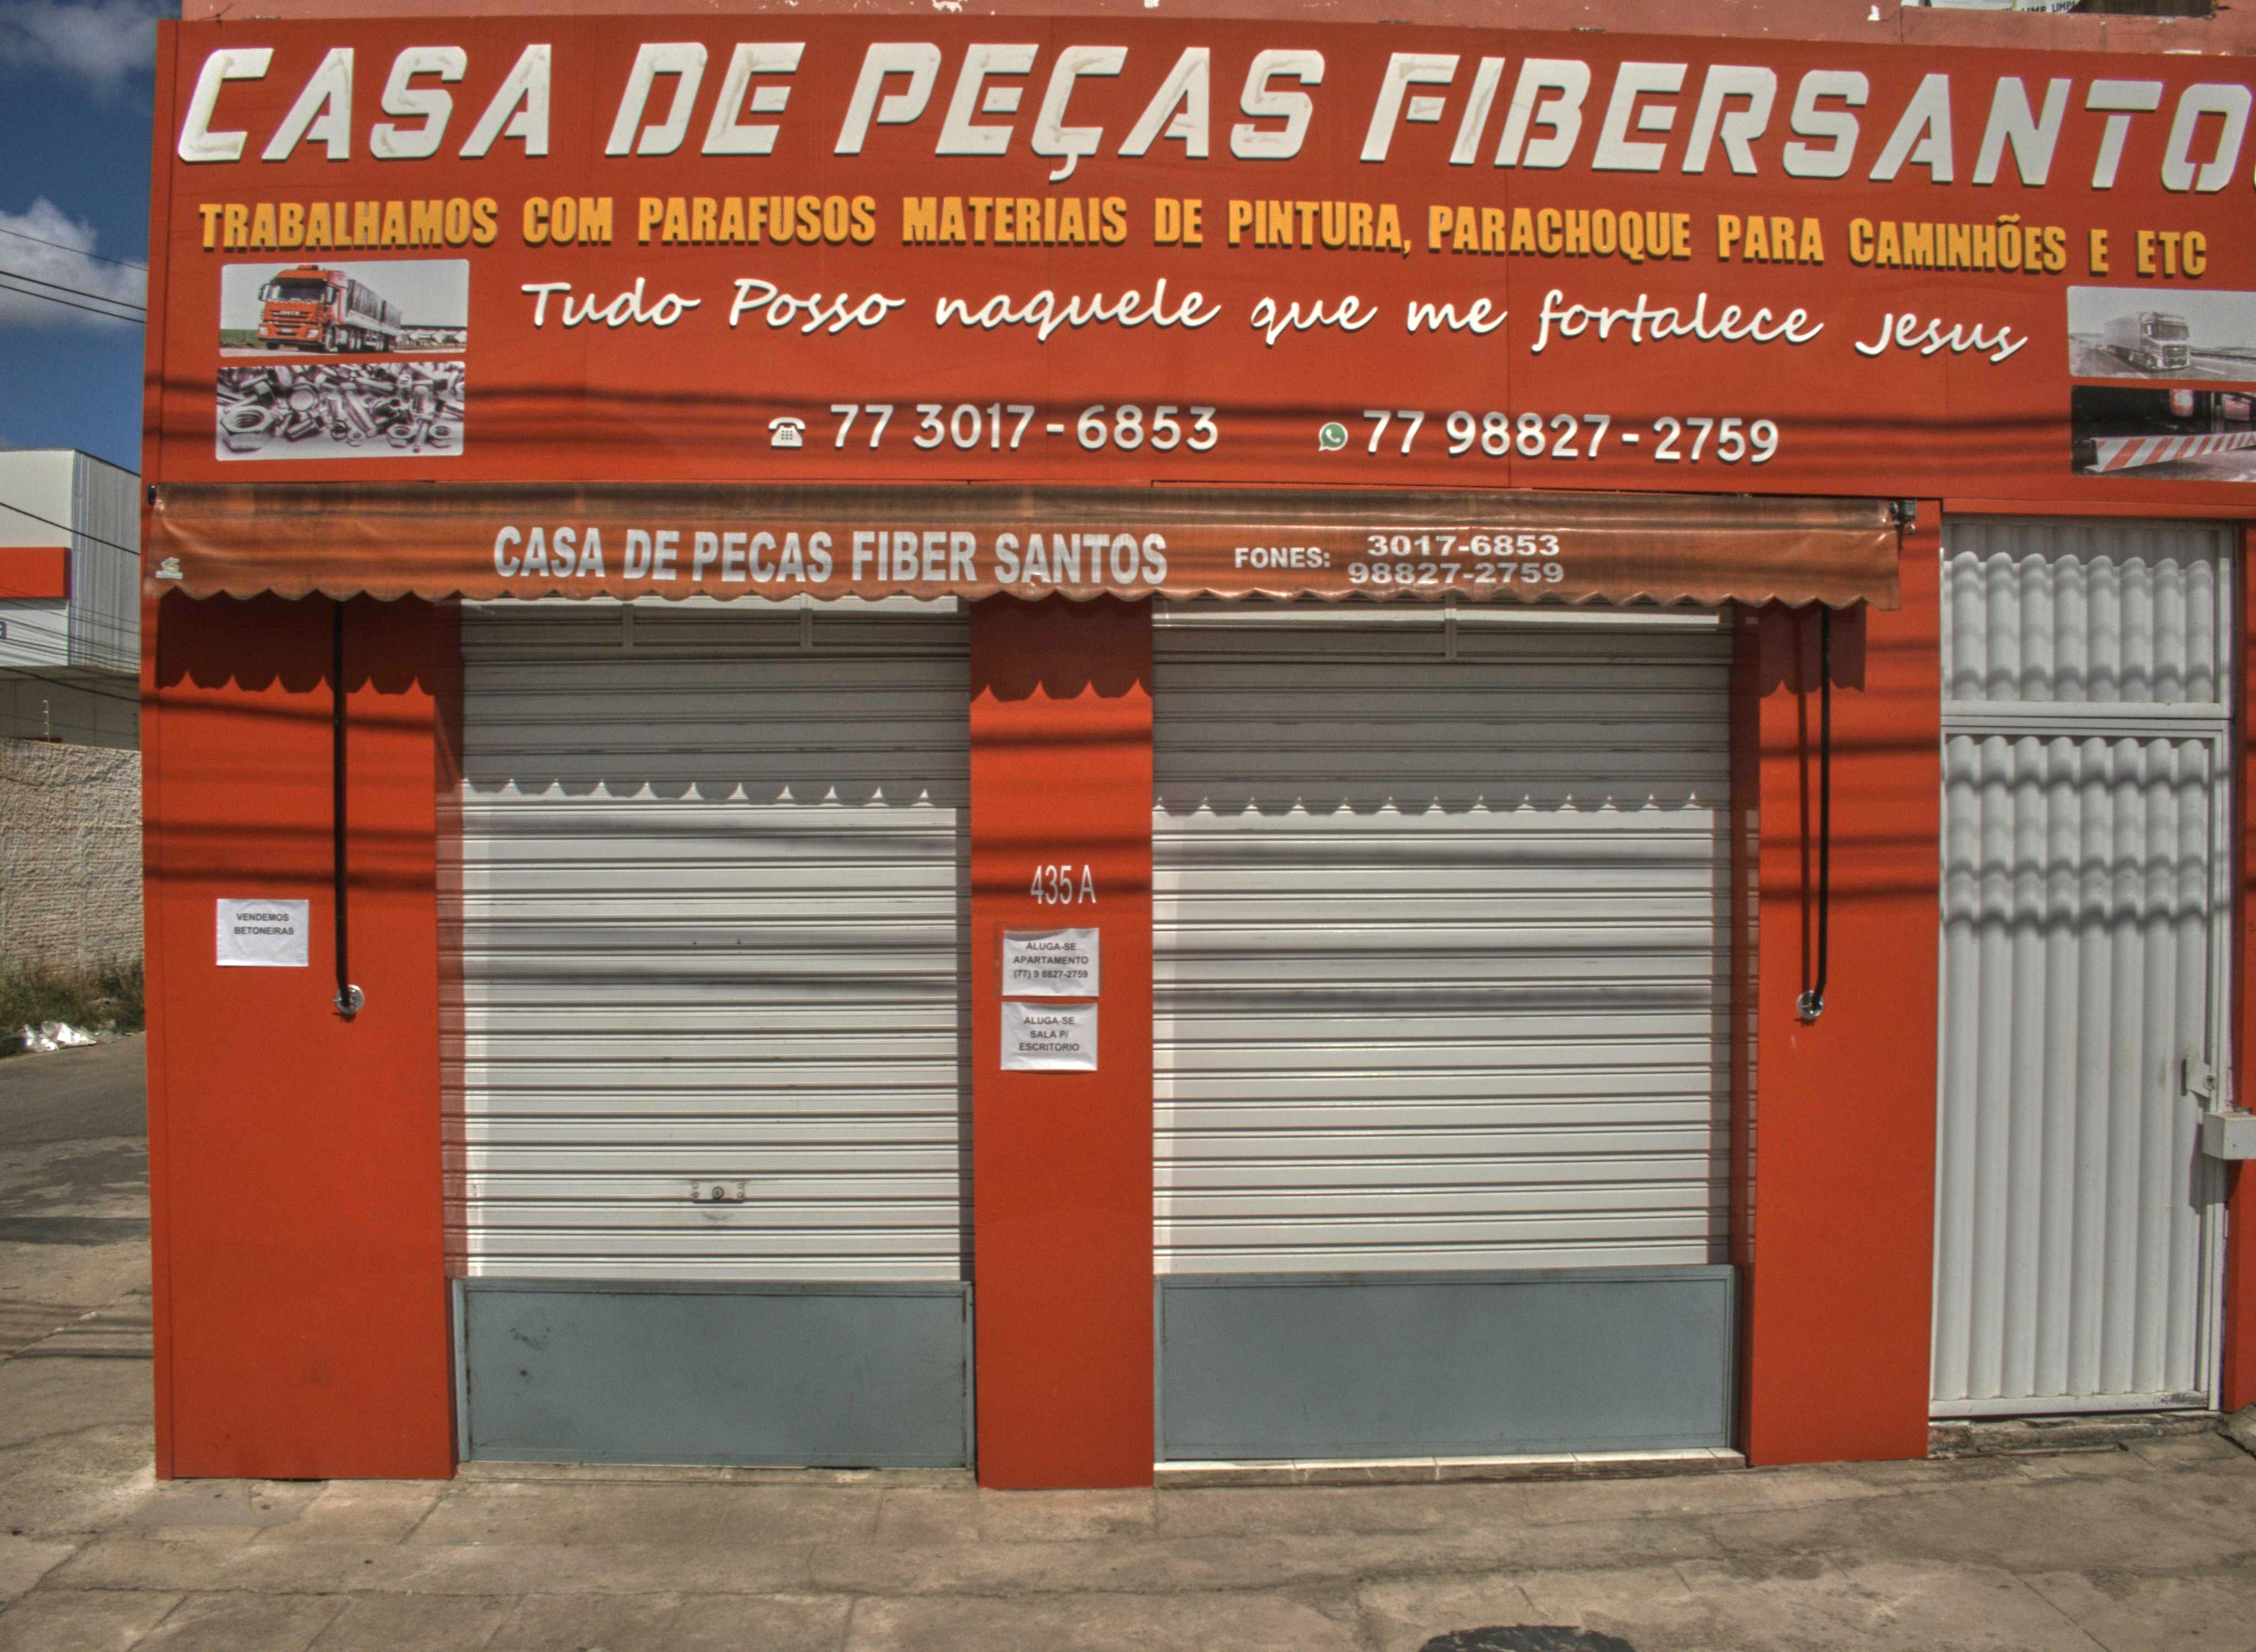 CASA DE PEÇAS FIBERSANTO
TRABALHAMOS COM PARAFUSOS MATERIAIS DE PINTURA, PARACHOQUE PARA CAMINHÕES E ETC
Tudo Posso naquele que me fortalece Jesus
77 3017-6853
77 98827-2759
CASA DE PECAS FIBER SANTOS
FONES:
3017-6853
98827-2759
435 A
VENDEMOS
BETONEIRAS
ALUGA-SE
APARTAMENTO
(77) 9 8827-2759
ALUGA-SE
SALA P/
ESCRITORIO